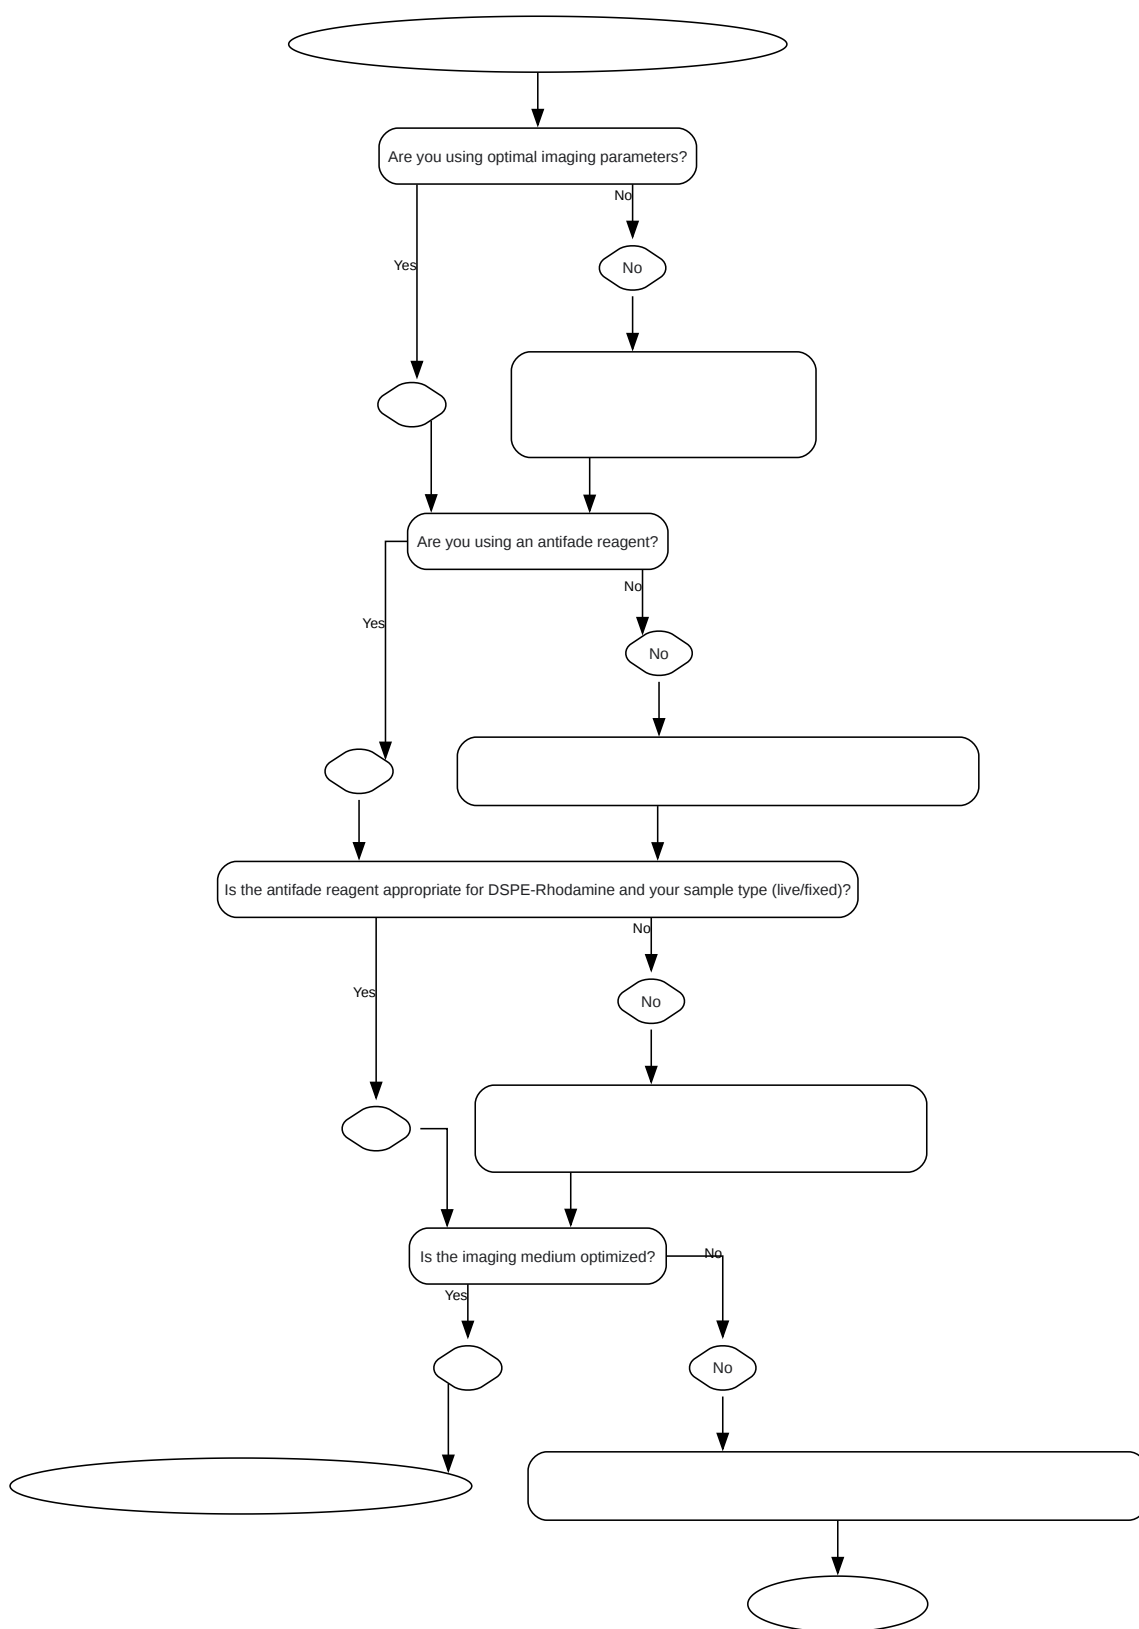 Are you using optimal imaging parameters?
No
Yes
No
Are you using an antifade reagent?
No
Yes
No
Is the antifade reagent appropriate for DSPE-Rhodamine and your sample type (live/fixed)?
No
Yes
No
Is the imaging medium optimized?
No
Yes
No